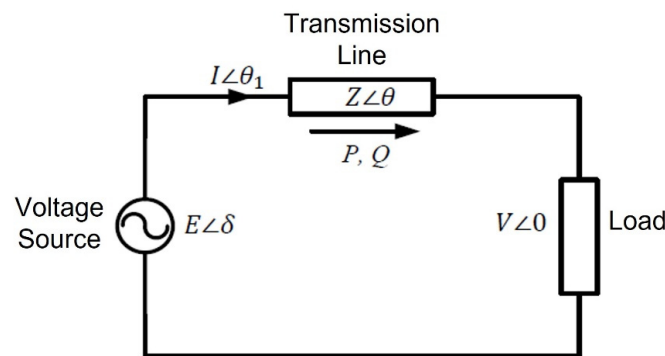 Transmission
Line
I∠θ₁
Z∠θ
P, Q
Voltage
Source
E∠δ
V∠0
Load